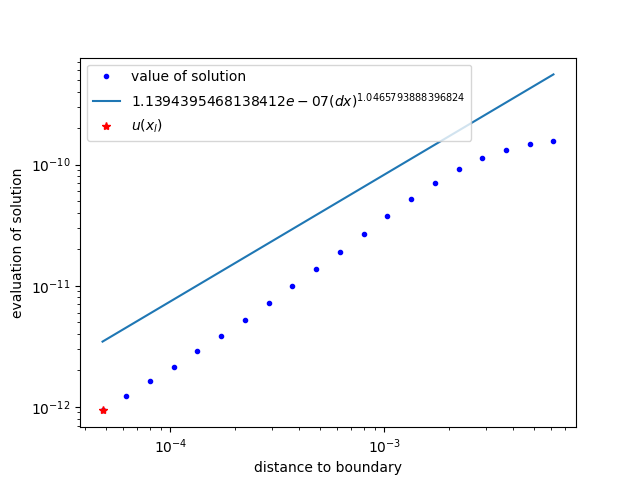 value of solution
1.1394395468138412e − 07(dx)^1.0465793888396824
u(x_l)
10^−10
10^−11
10^−12
evaluation of solution
10^−4
10^−3
distance to boundary